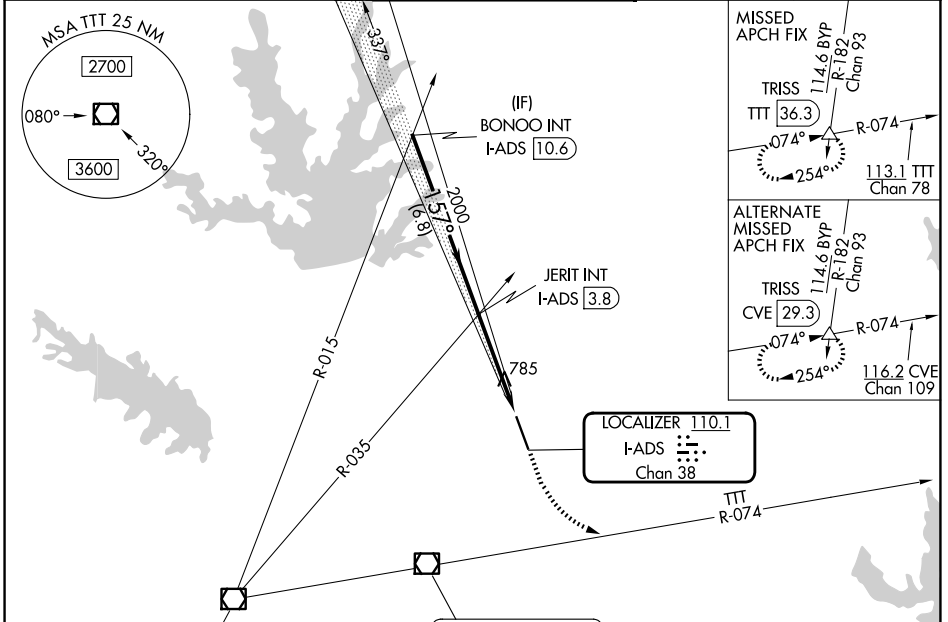 MSA TTT 25 NM
2700
080°
320°
3600
337°
(IF)
BONOO INT
I-ADS 10.6
2000
157°
(6.8)
JERIT INT
I-ADS 3.8
785
R-015
R-035
LOCALIZER 110.1
I-ADS
Chan 38
TTT
R-074
MISSED
APCH FIX
114.6 BYP
R-182
Chan 93
TRISS
TTT 36.3
074°
R-074
254°
113.1 TTT
Chan 78
ALTERNATE
MISSED
APCH FIX
114.6 BYP
R-182
Chan 93
TRISS
CVE 29.3
074°
R-074
254°
116.2 CVE
Chan 109